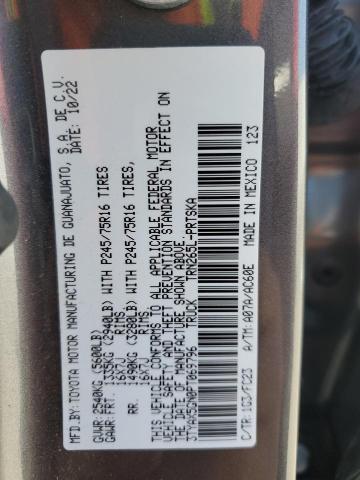 MFD.BY:TOYOTA MOTOR MANUFACTURING DE GUANAJUATO, S.A. DE C.V.
DATE: 10/22
GVWR:2540KG (5600LB)
GAWR:FRT. 1335KG (2940LB) WITH P245/75R16 TIRES,
16X7J RIMS.
RR. 1490KG (3280LB) WITH P245/75R16 TIRES,
16X7J RIMS.
THIS VEHICLE CONFORMS TO ALL APPLICABLE FEDERAL MOTOR
VEHICLE SAFETY AND THEFT PREVENTION STANDARDS IN EFFECT ON
THE DATE OF MANUFACTURE SHOWN ABOVE.
TRUCK TRN265L-PRTSKA
C/TR: 1G3/FC23 A/TM: A07A/AC60E MADE IN MEXICO 123